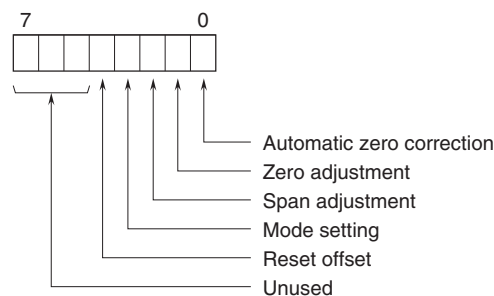 7 0
Automatic zero correction
Zero adjustment
Span adjustment
Mode setting
Reset offset
Unused